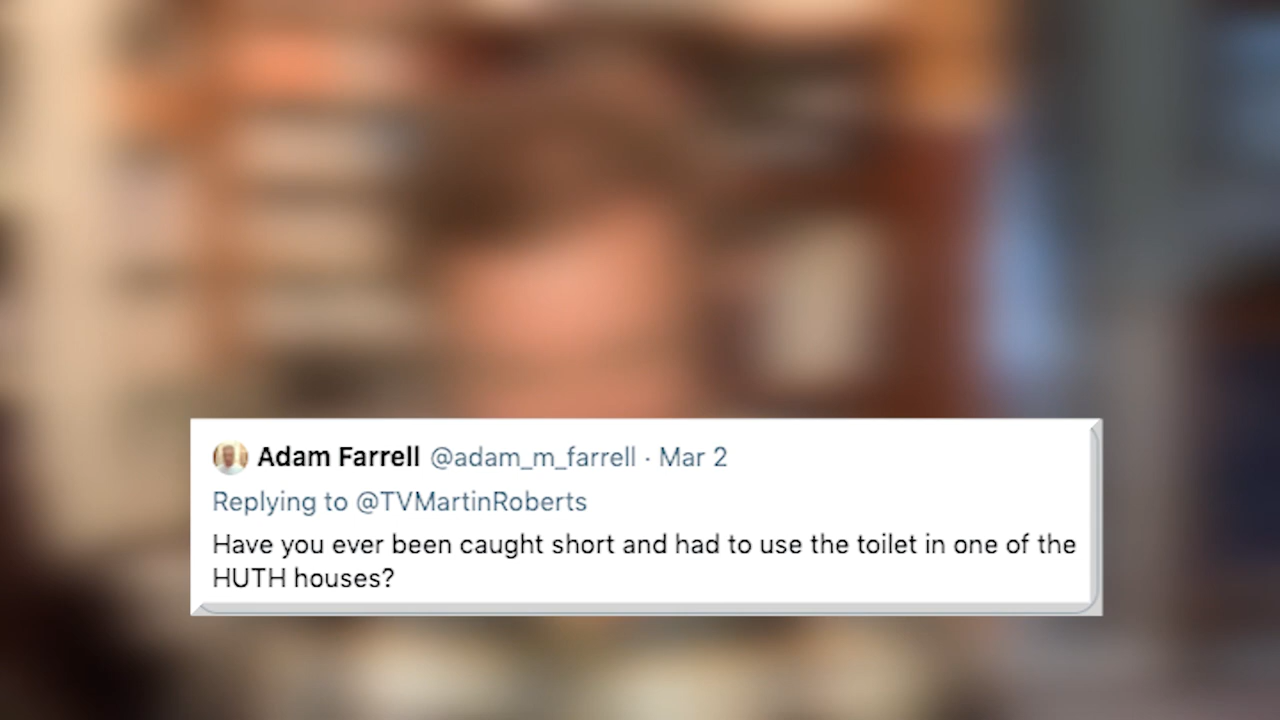 Adam Farrell @adam_m_farrell · Mar 2
Replying to @TVMartinRoberts
Have you ever been caught short and had to use the toilet in one of the
HUTH houses?